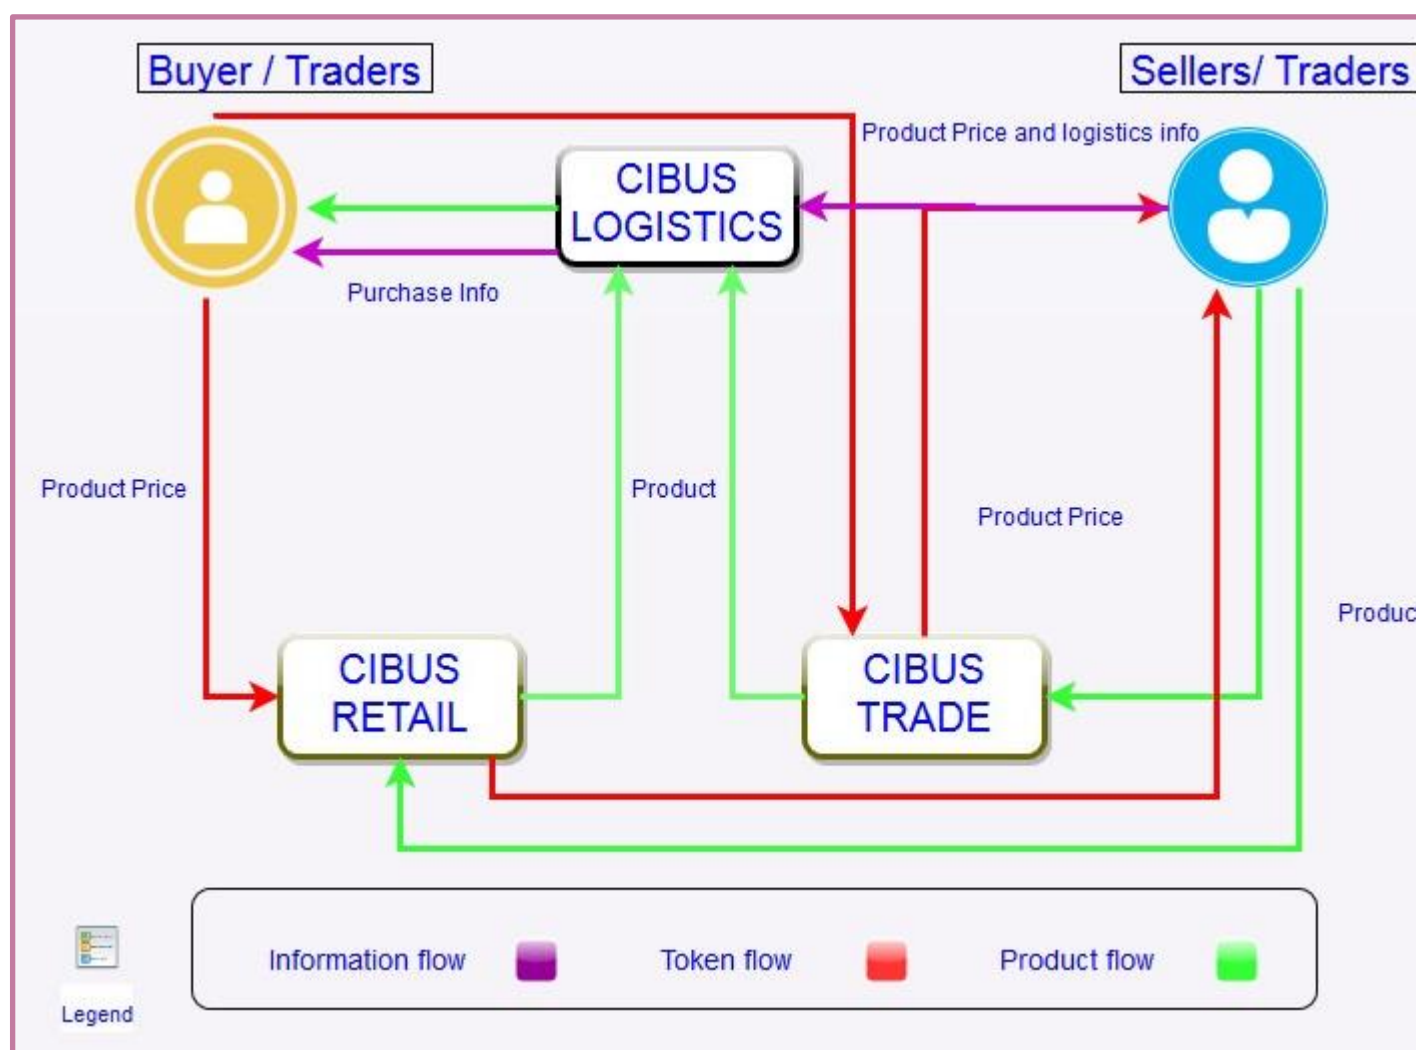 Buyer / Traders
Sellers/ Traders
Product Price and logistics info
CIBUS
LOGISTICS
Purchase Info
Product Price
Product
Product Price
Produc
CIBUS
RETAIL
CIBUS
TRADE
Information flow
Token flow
Product flow
Legend